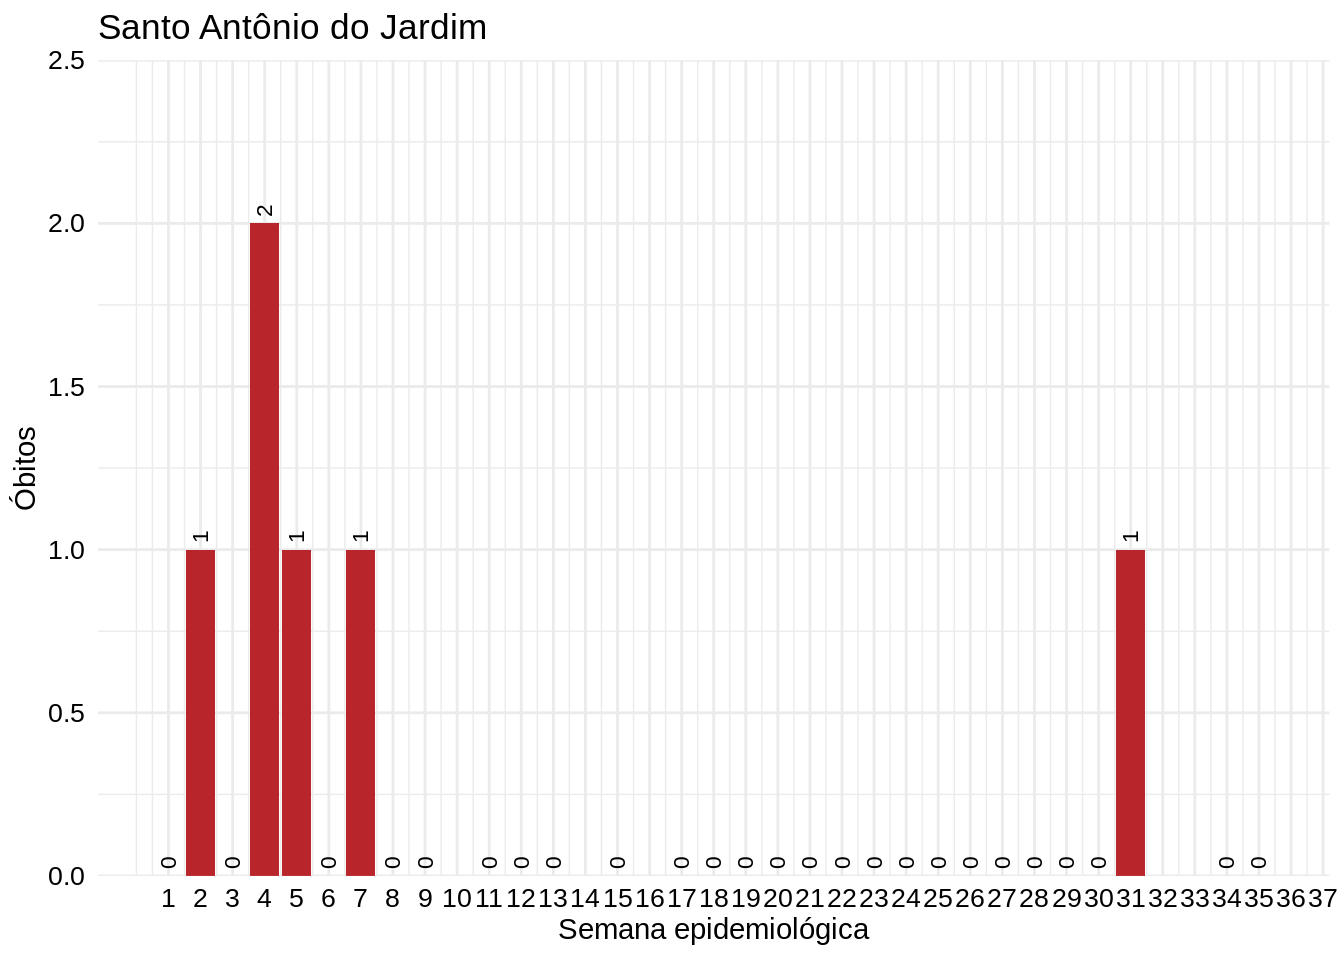 Santo Antônio do Jardim
2.5
2.0
1.5
1.0
0.5
0.0
Óbitos
0 1 0 2 1 0 1 0 0 0 0 0 0 0 0 0 0 0 0 0 0 0 0 0 0 0 0 0 1 0 0
1 2 3 4 5 6 7 8 9 10 11 12 13 14 15 16 17 18 19 20 21 22 23 24 25 26 27 28 29 30 31 32 33 34 35 36 37
Semana epidemiológica